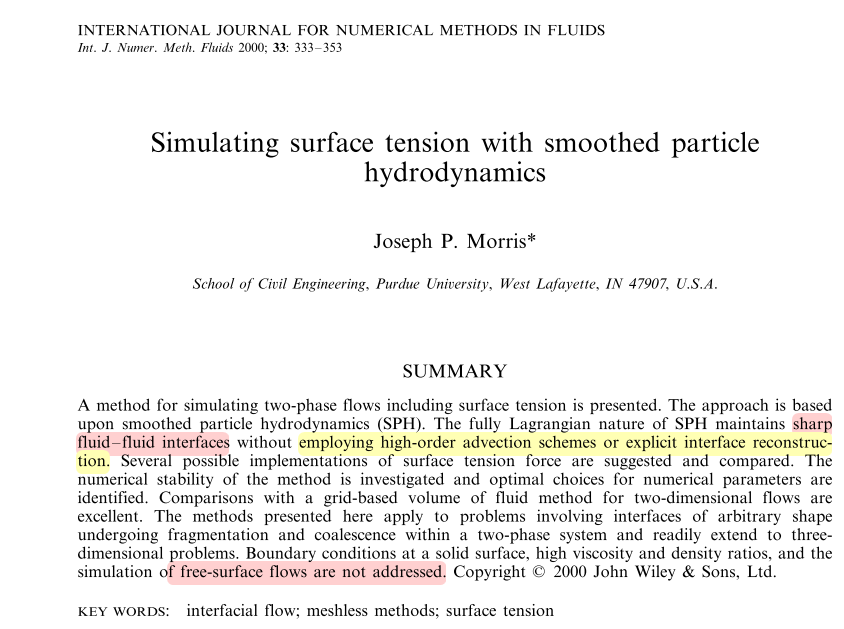 INTERNATIONAL JOURNAL FOR NUMERICAL METHODS IN FLUIDS
Int. J. Numer. Meth. Fluids 2000; 33: 333–353
Simulating surface tension with smoothed particle
hydrodynamics
Joseph P. Morris*
School of Civil Engineering, Purdue University, West Lafayette, IN 47907, U.S.A.
SUMMARY
A method for simulating two-phase flows including surface tension is presented. The approach is based
upon smoothed particle hydrodynamics (SPH). The fully Lagrangian nature of SPH maintains sharp
fluid–fluid interfaces without employing high-order advection schemes or explicit interface reconstruc-
tion. Several possible implementations of surface tension force are suggested and compared. The
numerical stability of the method is investigated and optimal choices for numerical parameters are
identified. Comparisons with a grid-based volume of fluid method for two-dimensional flows are
excellent. The methods presented here apply to problems involving interfaces of arbitrary shape
undergoing fragmentation and coalescence within a two-phase system and readily extend to three-
dimensional problems. Boundary conditions at a solid surface, high viscosity and density ratios, and the
simulation of free-surface flows are not addressed. Copyright © 2000 John Wiley & Sons, Ltd.
KEY WORDS: interfacial flow; meshless methods; surface tension